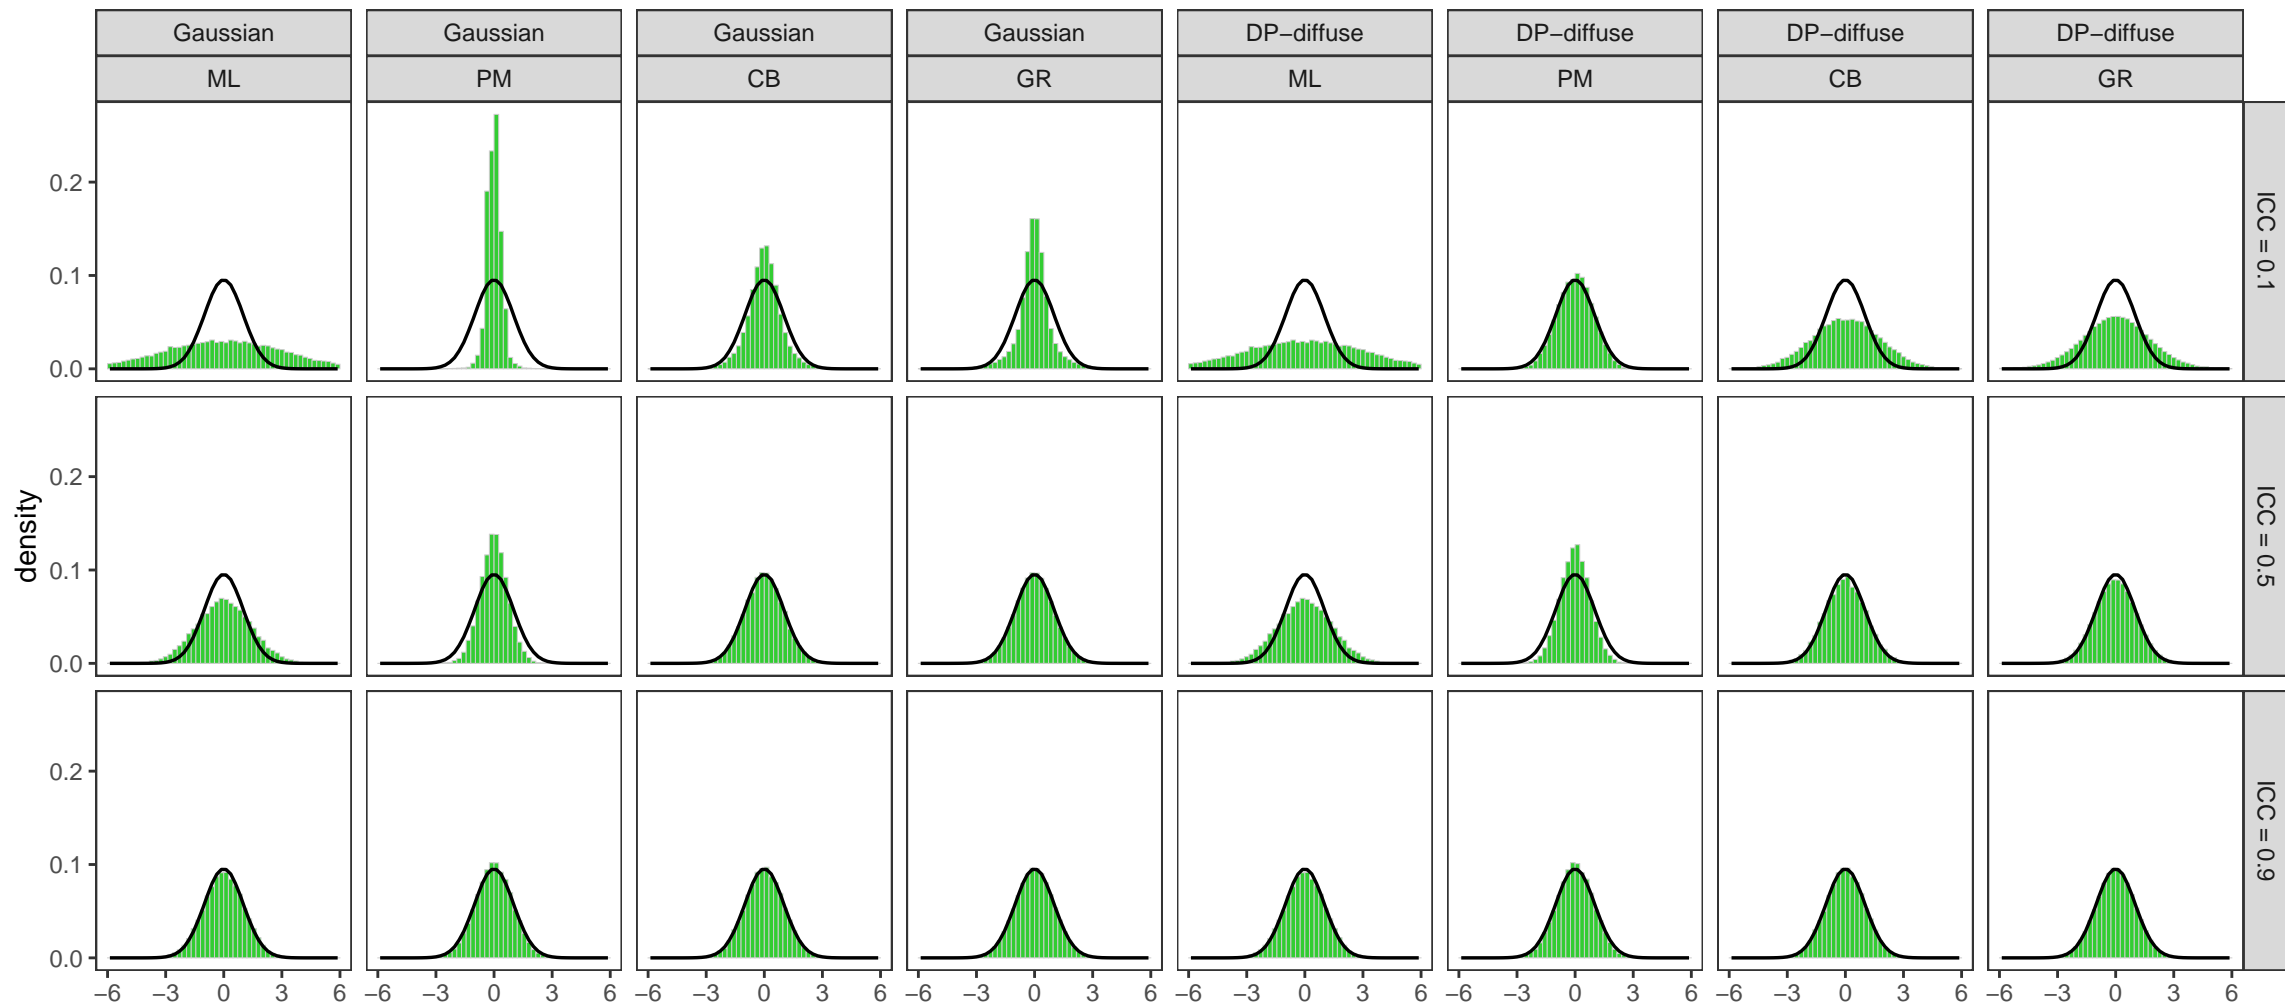 Gaussian Gaussian Gaussian Gaussian DP−diffuse DP−diffuse DP−diffuse DP−diffuse
ML PM CB GR ML PM CB GR
0.2
0.1
0.0
ICC = 0.1
density
0.2
0.1
0.0
ICC = 0.5
0.2
0.1
0.0
ICC = 0.9
−6 −3 0 3 6 −6 −3 0 3 6 −6 −3 0 3 6 −6 −3 0 3 6 −6 −3 0 3 6 −6 −3 0 3 6 −6 −3 0 3 6 −6 −3 0 3 6